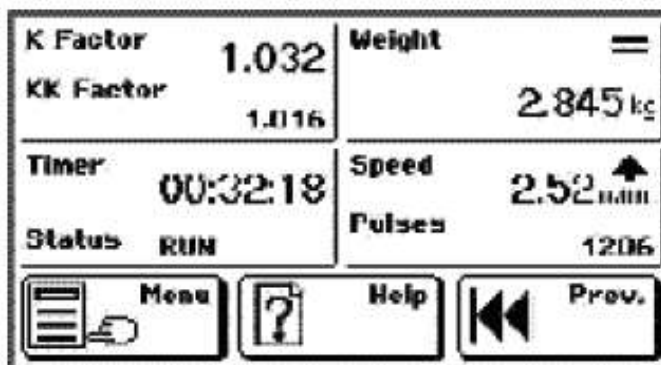 K Factor
1.032
KK Factor
1.016
Weight
2.845 kg
Timer
00:32:18
Status RUN
Speed
2.52
Pulses
1206
Menu
Help
Prev.